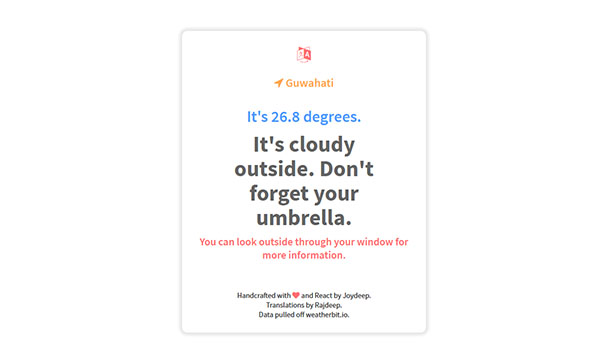 Guwahati
It's 26.8 degrees.
It's cloudy
outside. Don't
forget your
umbrella.
You can look outside through your window for
more information.
Handcrafted with ❤ and React by Joydeep.
Translations by Rajdeep.
Data pulled off weatherbit.io.